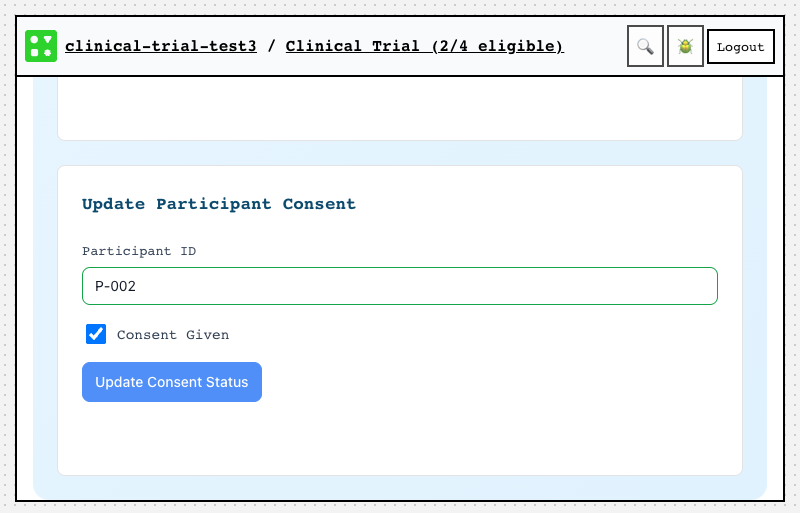 clinical-trial-test3 / Clinical Trial (2/4 eligible)
Logout
Update Participant Consent
Participant ID
P-002
Consent Given
Update Consent Status